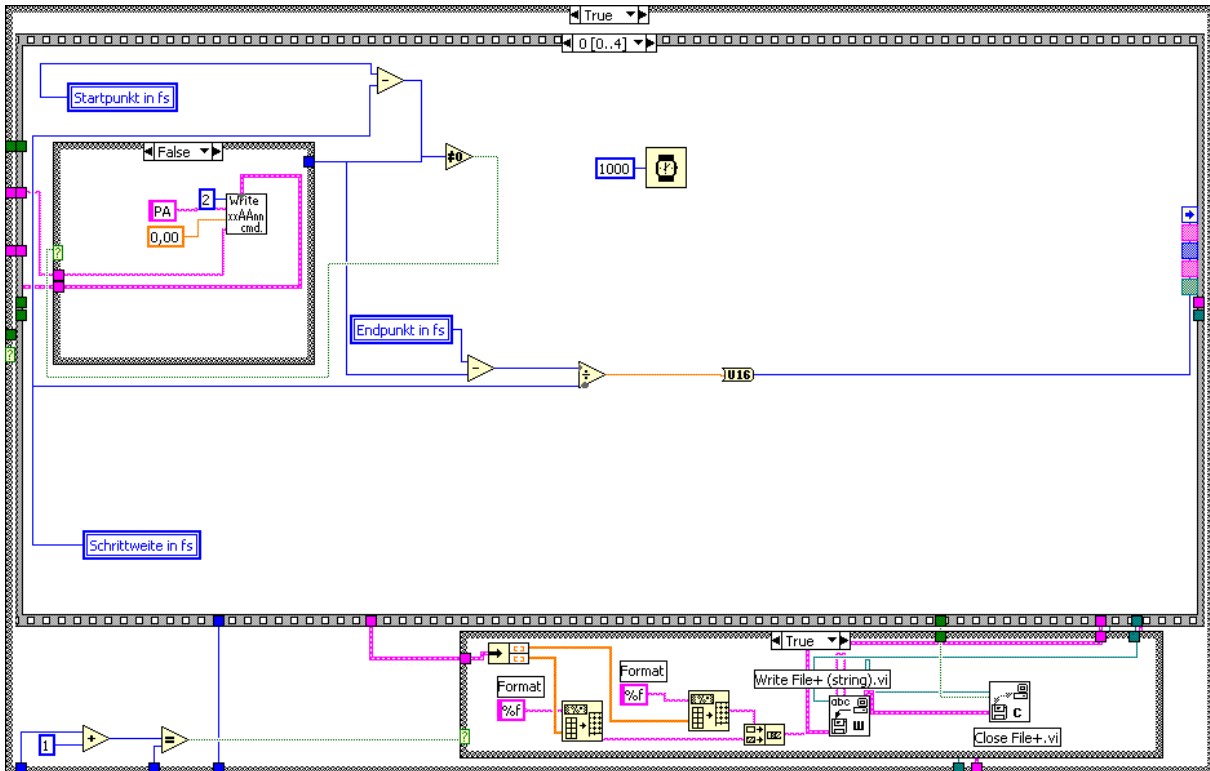 True
0 [0..4]
Startpunkt in fs
-
False
≠0
1000
2
Write
xxAAnn
cmd.
PA
0,00
?
Endpunkt in fs
-
÷
U16
?
Schrittweite in fs
True
Format
Write File+ (string).vi
Format
%f
%f
abc
C
1
+
=
?
Close File+.vi